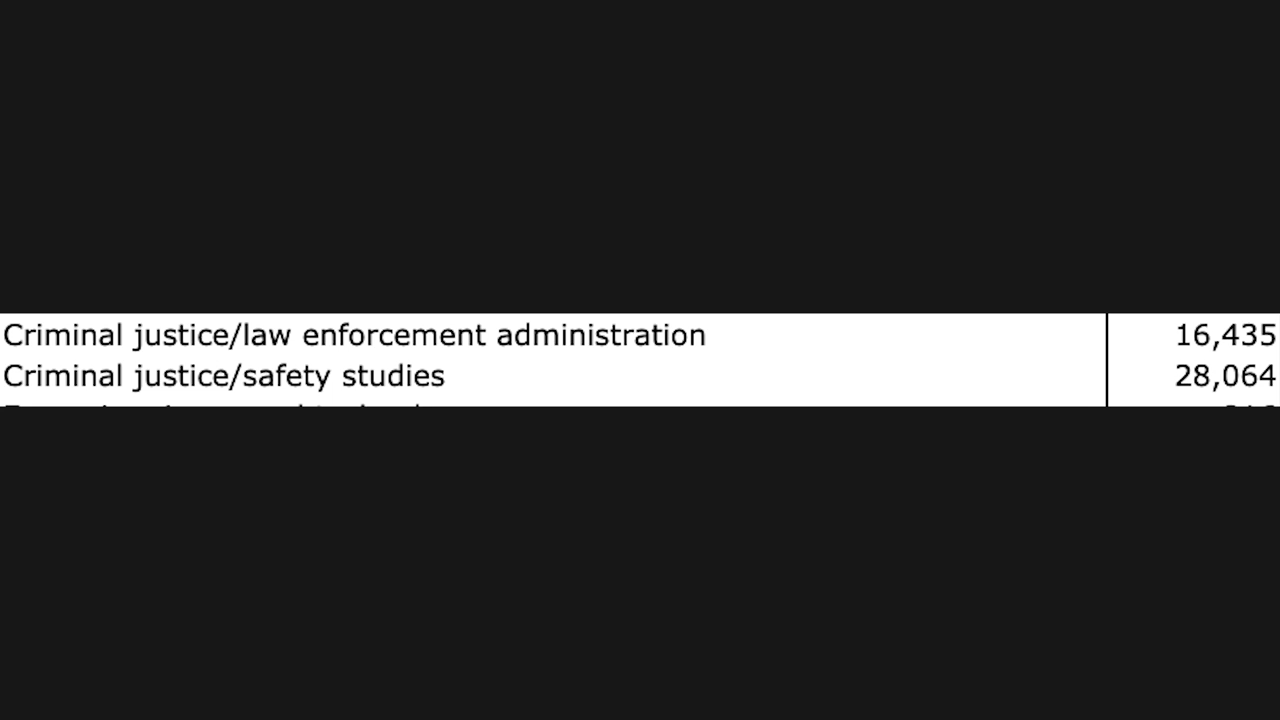 Criminal justice/law enforcement administration 16,435
Criminal justice/safety studies 28,064